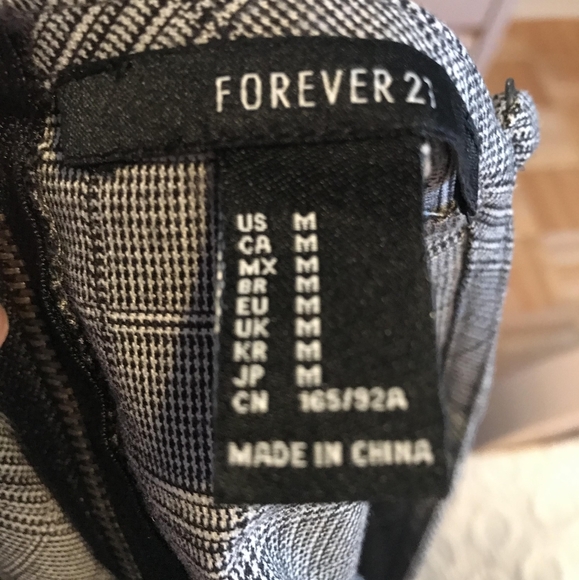 FOREVER 21
US M
CA M
MX M
BR M
EU M
UK M
KR M
JP M
CN 165/92A
MADE IN CHINA